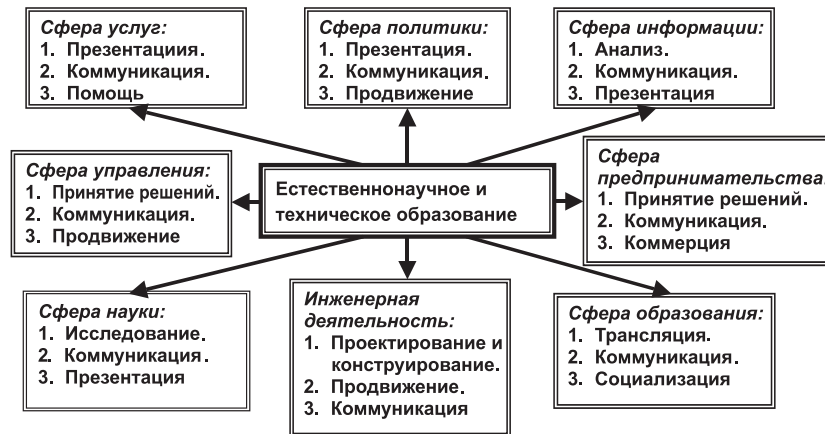 Сфера услуг:
1. Презентациия.
2. Коммуникация.
3. Помощь
Сфера политики:
1. Презентация.
2. Коммуникация.
3. Продвижение
Сфера информации:
1. Анализ.
2. Коммуникация.
3. Презентация
Сфера управления:
1. Принятие решений.
2. Коммуникация.
3. Продвижение
Естественнонаучное и
техническое образование
Сфера
предпринимательства:
1. Принятие решений.
2. Коммуникация.
3. Коммерция
Сфера науки:
1. Исследование.
2. Коммуникация.
3. Презентация
Инженерная
деятельность:
1. Проектирование и
конструирование.
2. Продвижение.
3. Коммуникация
Сфера образования:
1. Трансляция.
2. Коммуникация.
3. Социализация